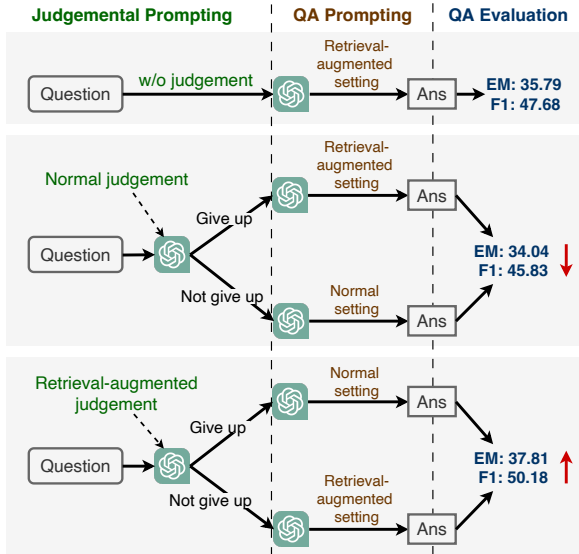 Judgemental Prompting
QA Prompting
QA Evaluation
Question
w/o judgement
Retrieval-
augmented
setting
Ans
EM: 35.79
F1: 47.68
Normal judgement
Question
Give up
Not give up
Retrieval-
augmented
setting
Ans
Normal
setting
Ans
EM: 34.04
F1: 45.83
Retrieval-augmented
judgement
Question
Give up
Not give up
Normal
setting
Ans
Retrieval-
augmented
setting
Ans
EM: 37.81
F1: 50.18